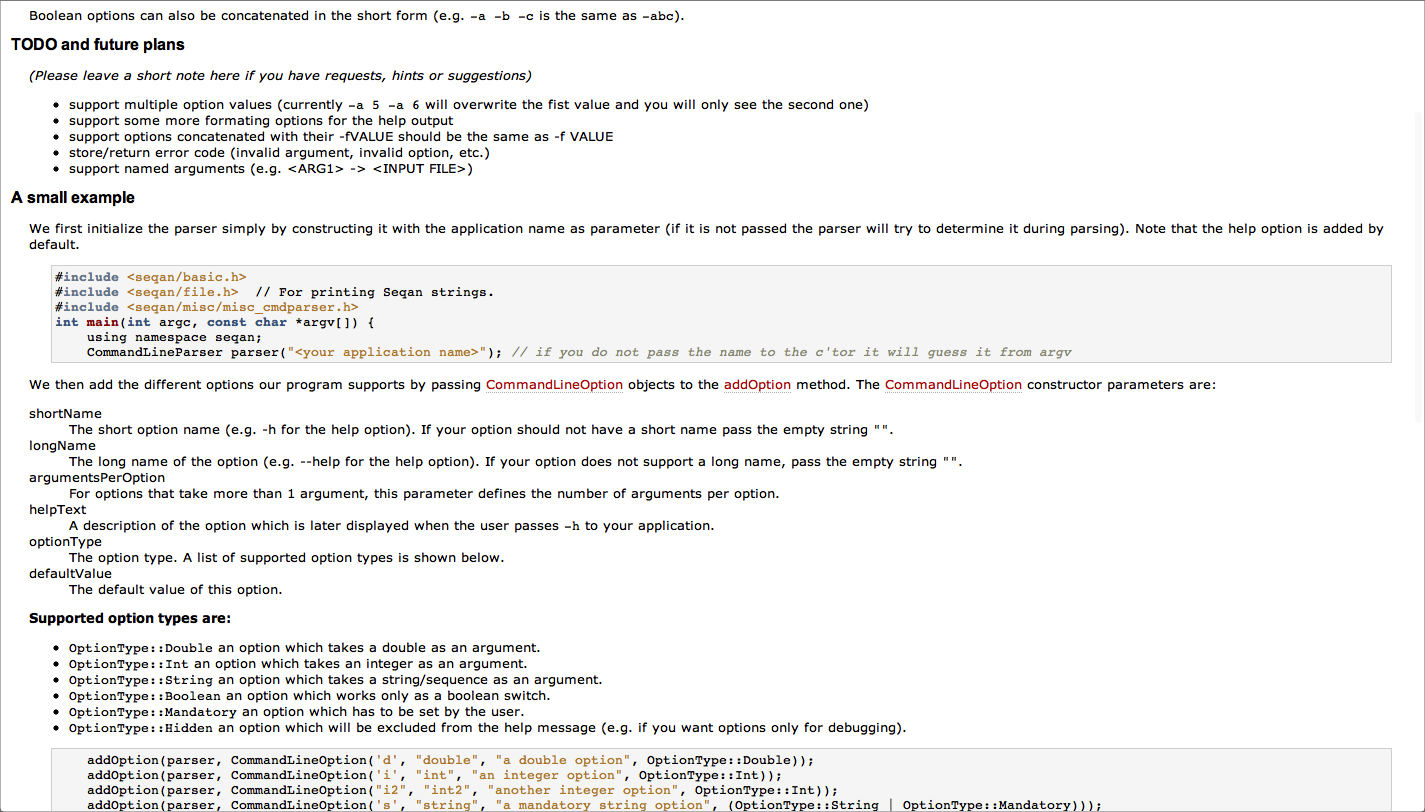 Boolean options can also be concatenated in the short form (e.g. -a -b -c is the same as -abc).
TODO and future plans
(Please leave a short note here if you have requests, hints or suggestions)
• support multiple option values (currently -a 5 -a 6 will overwrite the fist value and you will only see the second one)
• support some more formating options for the help output
• support options concatenated with their -fVALUE should be the same as -f VALUE
• store/return error code (invalid argument, invalid option, etc.)
• support named arguments (e.g. <ARG1> -> <INPUT FILE>)
A small example
We first initialize the parser simply by constructing it with the application name as parameter (if it is not passed the parser will try to determine it during parsing). Note that the help option is added by
default.
#include <seqan/basic.h>
#include <seqan/file.h>  // For printing Seqan strings.
#include <seqan/misc/misc_cmdparser.h>
int main(int argc, const char *argv[]) {
    using namespace seqan;
    CommandLineParser parser("<your application name>"); // if you do not pass the name to the c'tor it will guess it from argv
We then add the different options our program supports by passing CommandLineOption objects to the addOption method. The CommandLineOption constructor parameters are:
shortName
The short option name (e.g. -h for the help option). If your option should not have a short name pass the empty string "".
longName
The long name of the option (e.g. --help for the help option). If your option does not support a long name, pass the empty string "".
argumentsPerOption
For options that take more than 1 argument, this parameter defines the number of arguments per option.
helpText
A description of the option which is later displayed when the user passes -h to your application.
optionType
The option type. A list of supported option types is shown below.
defaultValue
The default value of this option.
Supported option types are:
• OptionType::Double an option which takes a double as an argument.
• OptionType::Int an option which takes an integer as an argument.
• OptionType::String an option which takes a string/sequence as an argument.
• OptionType::Boolean an option which works only as a boolean switch.
• OptionType::Mandatory an option which has to be set by the user.
• OptionType::Hidden an option which will be excluded from the help message (e.g. if you want options only for debugging).
    addOption(parser, CommandLineOption('d', "double", "a double option", OptionType::Double));
    addOption(parser, CommandLineOption('i', "int", "an integer option", OptionType::Int));
    addOption(parser, CommandLineOption("i2", "int2", "another integer option", OptionType::Int));
    addOption(parser, CommandLineOption('s', "string", "a mandatory string option", (OptionType::String | OptionType::Mandatory)));